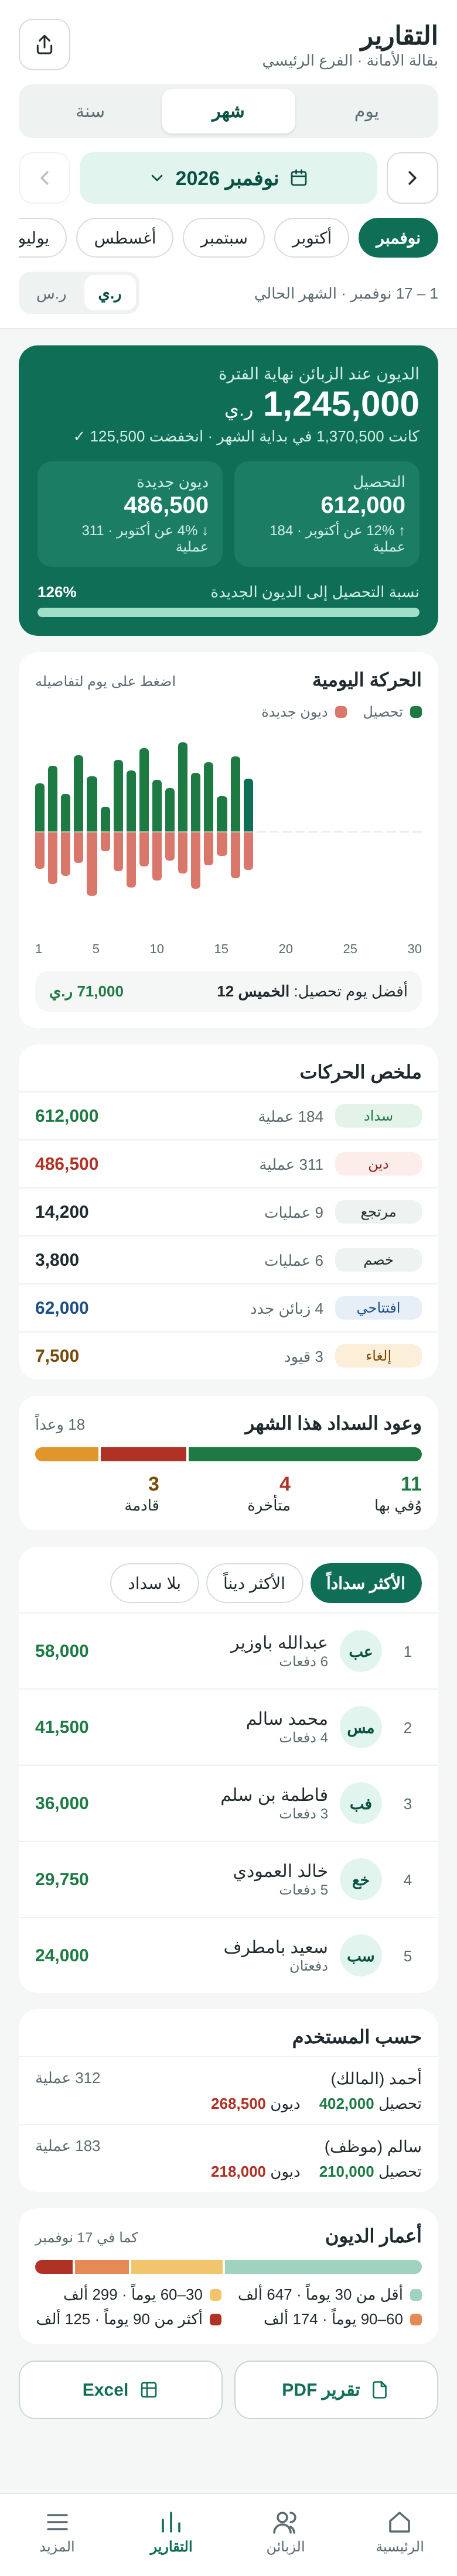 التقارير
بقالة الأمانة · الفرع الرئيسي
يوم
شهر
سنة
نوفمبر 2026
نوفمبر
أكتوبر
سبتمبر
أغسطس
يوليو
1 – 17 نوفمبر · الشهر الحالي
ر.ي
ر.س
الديون عند الزبائن نهاية الفترة
1,245,000 ر.ي
كانت 1,370,500 في بداية الشهر · انخفضت 125,500 ✓
التحصيل
612,000
↑ 12% عن أكتوبر · 184
عملية
ديون جديدة
486,500
↓ 4% عن أكتوبر · 311
عملية
نسبة التحصيل إلى الديون الجديدة
126%
الحركة اليومية
اضغط على يوم لتفاصيله
تحصيل
ديون جديدة
1 5 10 15 20 25 30
أفضل يوم تحصيل: الخميس 12
71,000 ر.ي
ملخص الحركات
سداد 184 عملية 612,000
دين 311 عملية 486,500
مرتجع 9 عمليات 14,200
خصم 6 عمليات 3,800
افتتاحي 4 زبائن جدد 62,000
إلغاء 3 قيود 7,500
وعود السداد هذا الشهر
18 وعداً
11
وُفي بها
4
متأخرة
3
قادمة
الأكثر سداداً
الأكثر ديناً
بلا سداد
1 عب عبدالله باوزير 58,000
6 دفعات
2 مس محمد سالم 41,500
4 دفعات
3 فب فاطمة بن سلم 36,000
3 دفعات
4 خع خالد العمودي 29,750
5 دفعات
5 سب سعيد بامطرف 24,000
دفعتان
حسب المستخدم
أحمد (المالك) 312 عملية
تحصيل 402,000 ديون 268,500
سالم (موظف) 183 عملية
تحصيل 210,000 ديون 218,000
أعمار الديون
كما في 17 نوفمبر
أقل من 30 يوماً · 647 ألف
30–60 يوماً · 299 ألف
60–90 يوماً · 174 ألف
أكثر من 90 يوماً · 125 ألف
تقرير PDF
Excel
الرئيسية
الزبائن
التقارير
المزيد